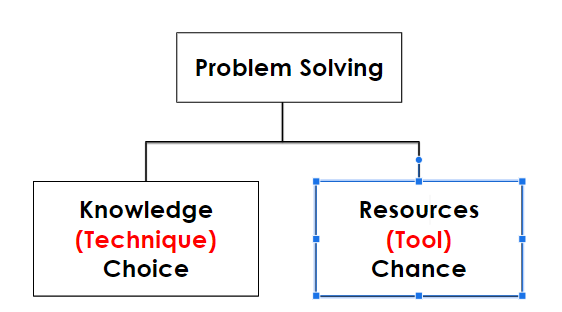 Problem Solving
Knowledge
(Technique)
Choice
Resources
(Tool)
Chance